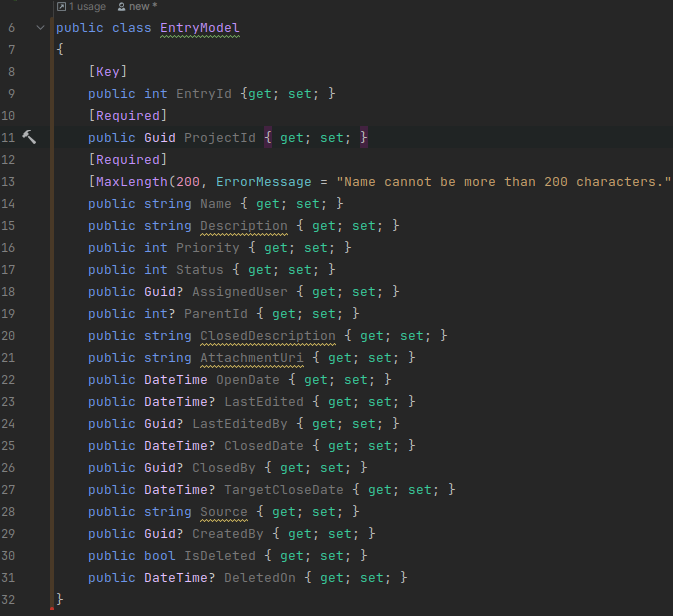 1 usage new *
6 public class EntryModel
7 {
8 [Key]
9 public int EntryId {get; set; }
10 [Required]
11 public Guid ProjectId { get; set; }
12 [Required]
13 [MaxLength(200, ErrorMessage = "Name cannot be more than 200 characters."
14 public string Name { get; set; }
15 public string Description { get; set; }
16 public int Priority { get; set; }
17 public int Status { get; set; }
18 public Guid? AssignedUser { get; set; }
19 public int? ParentId { get; set; }
20 public string ClosedDescription { get; set; }
21 public string AttachmentUri { get; set; }
22 public DateTime OpenDate { get; set; }
23 public DateTime? LastEdited { get; set; }
24 public Guid? LastEditedBy { get; set; }
25 public DateTime? ClosedDate { get; set; }
26 public Guid? ClosedBy { get; set; }
27 public DateTime? TargetCloseDate { get; set; }
28 public string Source { get; set; }
29 public Guid? CreatedBy { get; set; }
30 public bool IsDeleted { get; set; }
31 public DateTime? DeletedOn { get; set; }
32 }